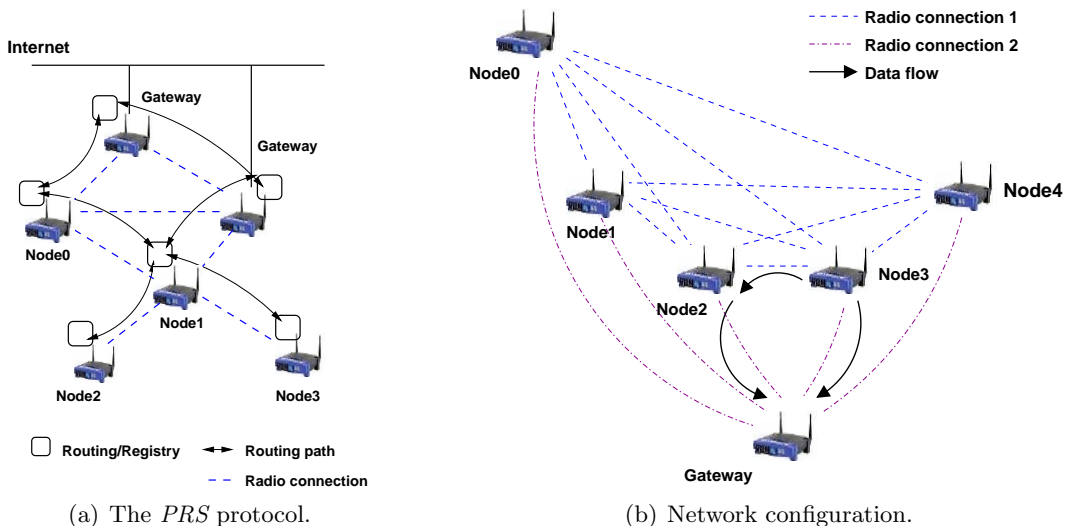 Internet
Gateway
Gateway
Node0
Node1
Node2
Node3
Routing/Registry
Routing path
Radio connection
(a) The PRS protocol.
Radio connection 1
Radio connection 2
Data flow
Node0
Node4
Node1
Node3
Node2
Gateway
(b) Network configuration.